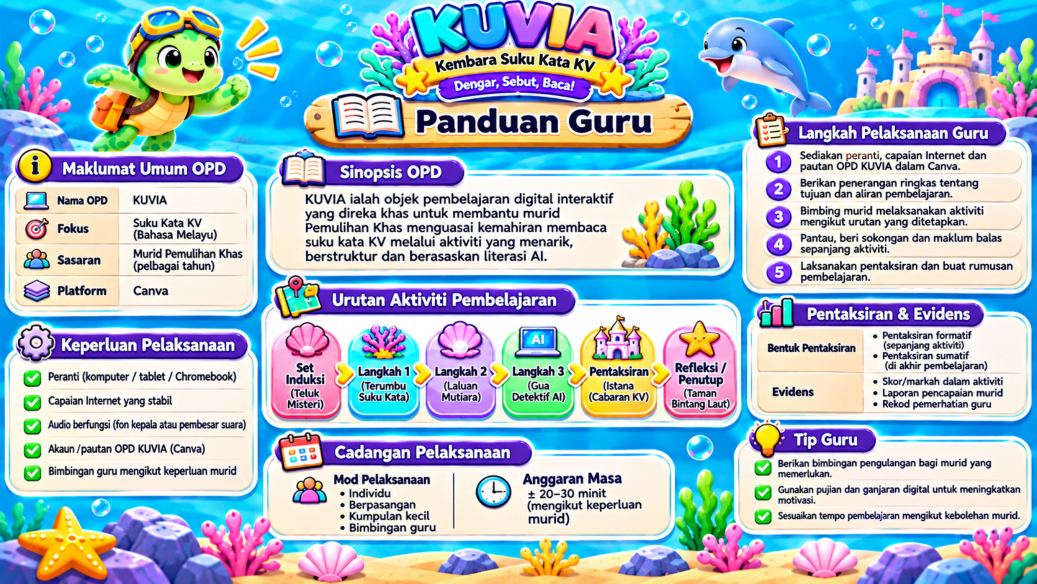 KUVIA
Kembara Suku Kata KV
Dengar, Sebut, Baca!
Panduan Guru
i
Maklumat Umum OPD
Nama OPD KUVIA
Fokus Suku Kata KV
(Bahasa Melayu)
Sasaran Murid Pemulihan Khas
(pelbagai tahun)
Platform Canva
Keperluan Pelaksanaan
Peranti (komputer / tablet / Chromebook)
Capaian Internet yang stabil
Audio berfungsi (fon kepala atau pembesar suara)
Akaun /pautan OPD KUVIA (Canva)
Bimbingan guru mengikut keperluan murid
Sinopsis OPD
KUVIA ialah objek pembelajaran digital interaktif
yang direka khas untuk membantu murid
Pemulihan Khas menguasai kemahiran membaca
suku kata KV melalui aktiviti yang menarik,
berstruktur dan berasaskan literasi AI.
Urutan Aktiviti Pembelajaran
Set
Induksi
(Teluk
Misteri)
Langkah 1
(Terumbu
Suku Kata)
Langkah 2
(Laluan
Mutiara)
AI
Langkah 3
(Gua
Detektif AI)
Pentaksiran
(Istana
Cabaran KV)
Refleksi /
Penutup
(Taman
Bintang Laut)
Cadangan Pelaksanaan
Mod Pelaksanaan
• Individu
• Berpasangan
• Kumpulan kecil
• Bimbingan guru
Anggaran Masa
± 20–30 minit
(mengikut keperluan
murid)
Langkah Pelaksanaan Guru
1 Sediakan peranti, capaian Internet dan
pautan OPD KUVIA dalam Canva.
2 Berikan penerangan ringkas tentang
tujuan dan aliran pembelajaran.
3 Bimbing murid melaksanakan aktiviti
mengikut urutan yang ditetapkan.
4 Pantau, beri sokongan dan maklum balas
sepanjang aktiviti.
5 Laksanakan pentaksiran dan buat rumusan
pembelajaran.
Pentaksiran & Evidens
Bentuk Pentaksiran
• Pentaksiran formatif
(sepanjang aktiviti)
• Pentaksiran sumatif
(di akhir pembelajaran)
Evidens
• Skor/markah dalam aktiviti
• Laporan pencapaian murid
• Rekod pemerhatian guru
Tip Guru
Berikan bimbingan pengulangan bagi murid yang
memerlukan.
Gunakan pujian dan ganjaran digital untuk meningkatkan
motivasi.
Sesuaikan tempo pembelajaran mengikut kebolehan murid.